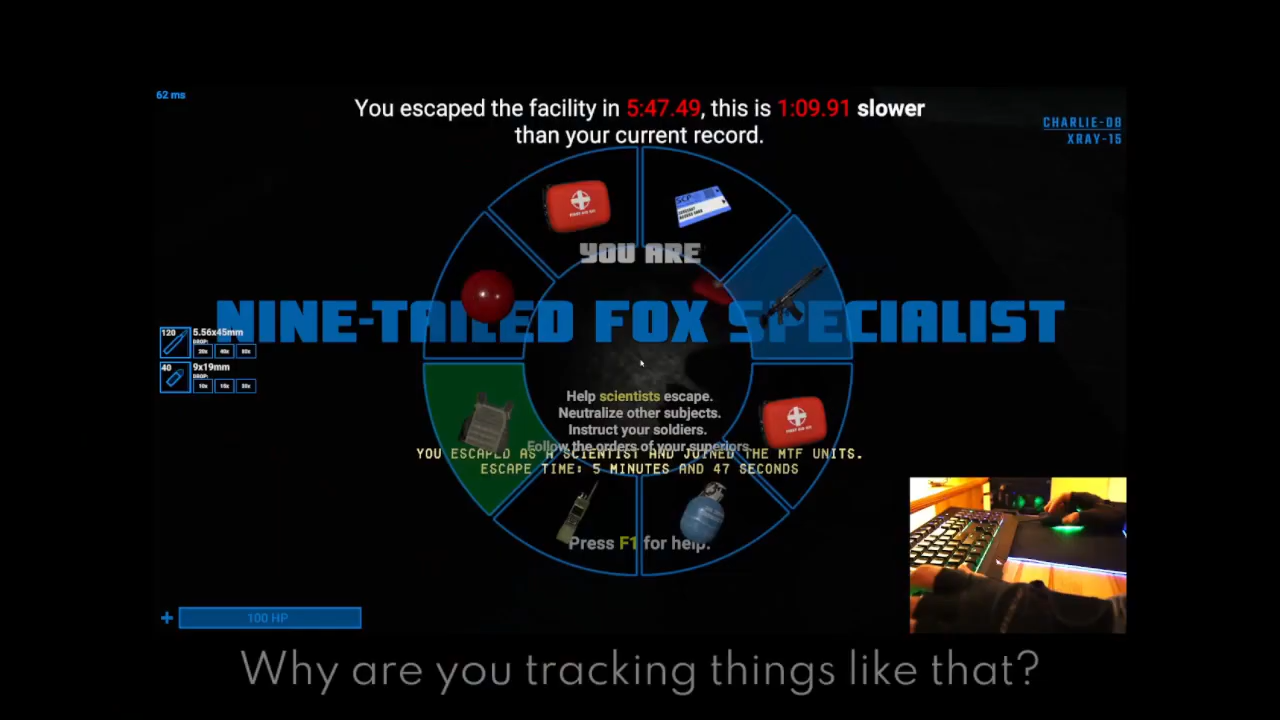 62 ms
You escaped the facility in 5:47.49, this is 1:09.91 slower
than your current record.
CHARLIE-08
XRAY-15
YOU ARE
NINE-TAILED FOX SPECIALIST
120
5.56x45mm
DROP:
40
9x19mm
DROP:
Help scientists escape.
Neutralize other subjects.
Instruct your soldiers.
Follow the orders of your superiors.
YOU ESCAPED AS A SCIENTIST AND JOINED THE MTF UNITS.
ESCAPE TIME: 5 MINUTES AND 47 SECONDS
Press F1 for help.
100 HP
Why are you tracking things like that?